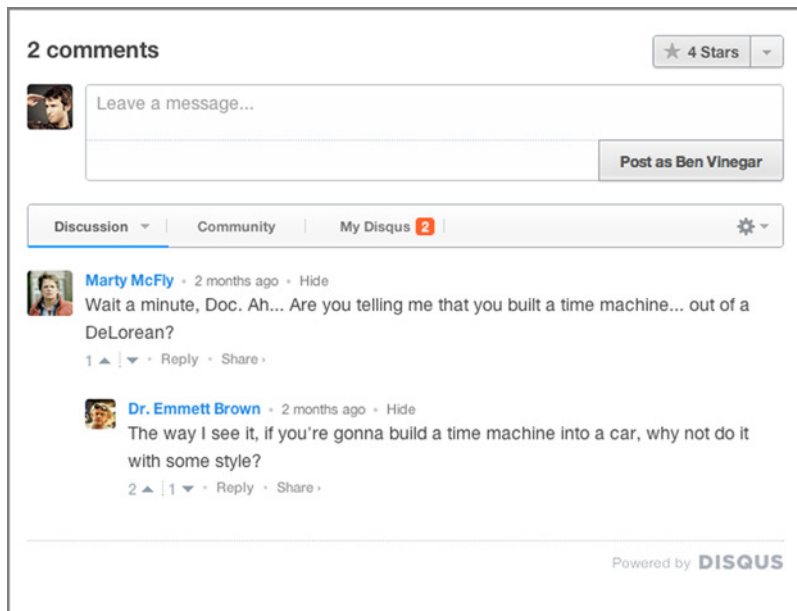 2 comments
4 Stars
Leave a message...
Post as Ben Vinegar
Discussion Community My Disqus 2
Marty McFly • 2 months ago • Hide
Wait a minute, Doc. Ah... Are you telling me that you built a time machine... out of a
DeLorean?
1 • Reply • Share ›
Dr. Emmett Brown • 2 months ago • Hide
The way I see it, if you're gonna build a time machine into a car, why not do it
with some style?
2 1 • Reply • Share ›
Powered by DISQUS